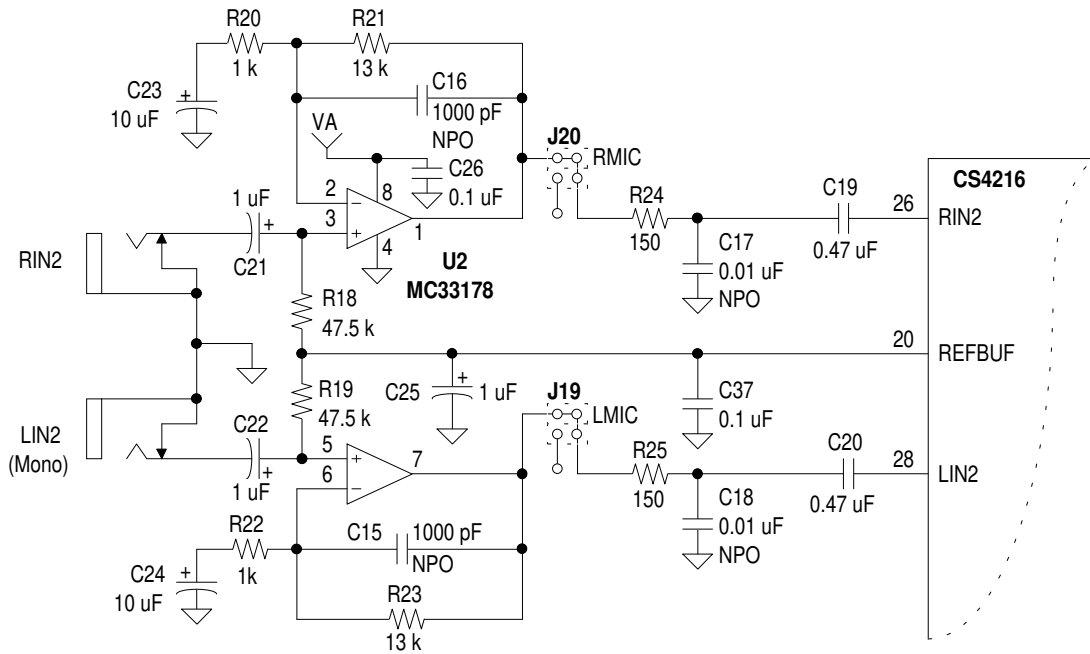 R20
1 k
R21
13 k
C23
+
10 uF
C16
1000 pF
NPO
VA
C26
0.1 uF
2
8
3
−
+
4
1
U2
MC33178
1 uF
+
C21
RIN2
R18
47.5 k
J20
RMIC
R24
150
C17
0.01 uF
NPO
C19
0.47 uF
26
CS4216
RIN2
20
REFBUF
R19
47.5 k
C25
+
1 uF
C37
0.1 uF
J19
LMIC
LIN2
(Mono)
C22
+
1 uF
5
6
+
−
7
R25
150
C18
0.01 uF
NPO
C20
0.47 uF
28
LIN2
R22
1k
C24
+
10 uF
C15
1000 pF
NPO
R23
13 k